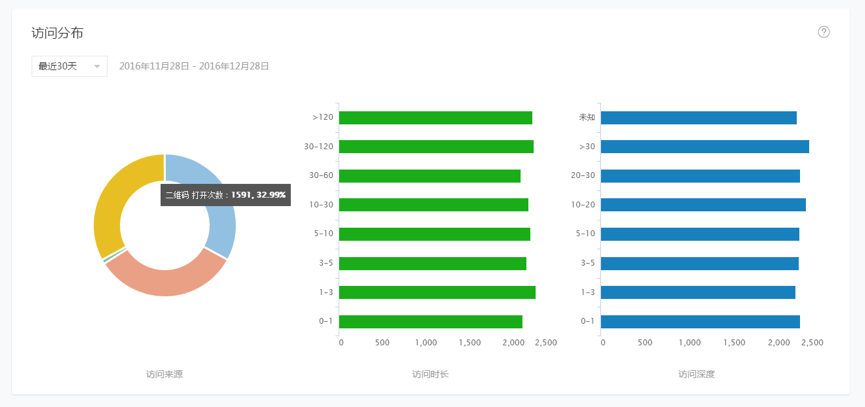 访问分布
最近30天
2016年11月28日 - 2016年12月28日
二维码 打开次数 : 1591, 32.99%
访问来源
>120
30-120
30-60
10-30
5-10
3-5
1-3
0-1
0 500 1,000 1,500 2,000 2,500
访问时长
未知
>30
20-30
10-20
5-10
3-5
1-3
0-1
0 500 1,000 1,500 2,000 2,500
访问深度